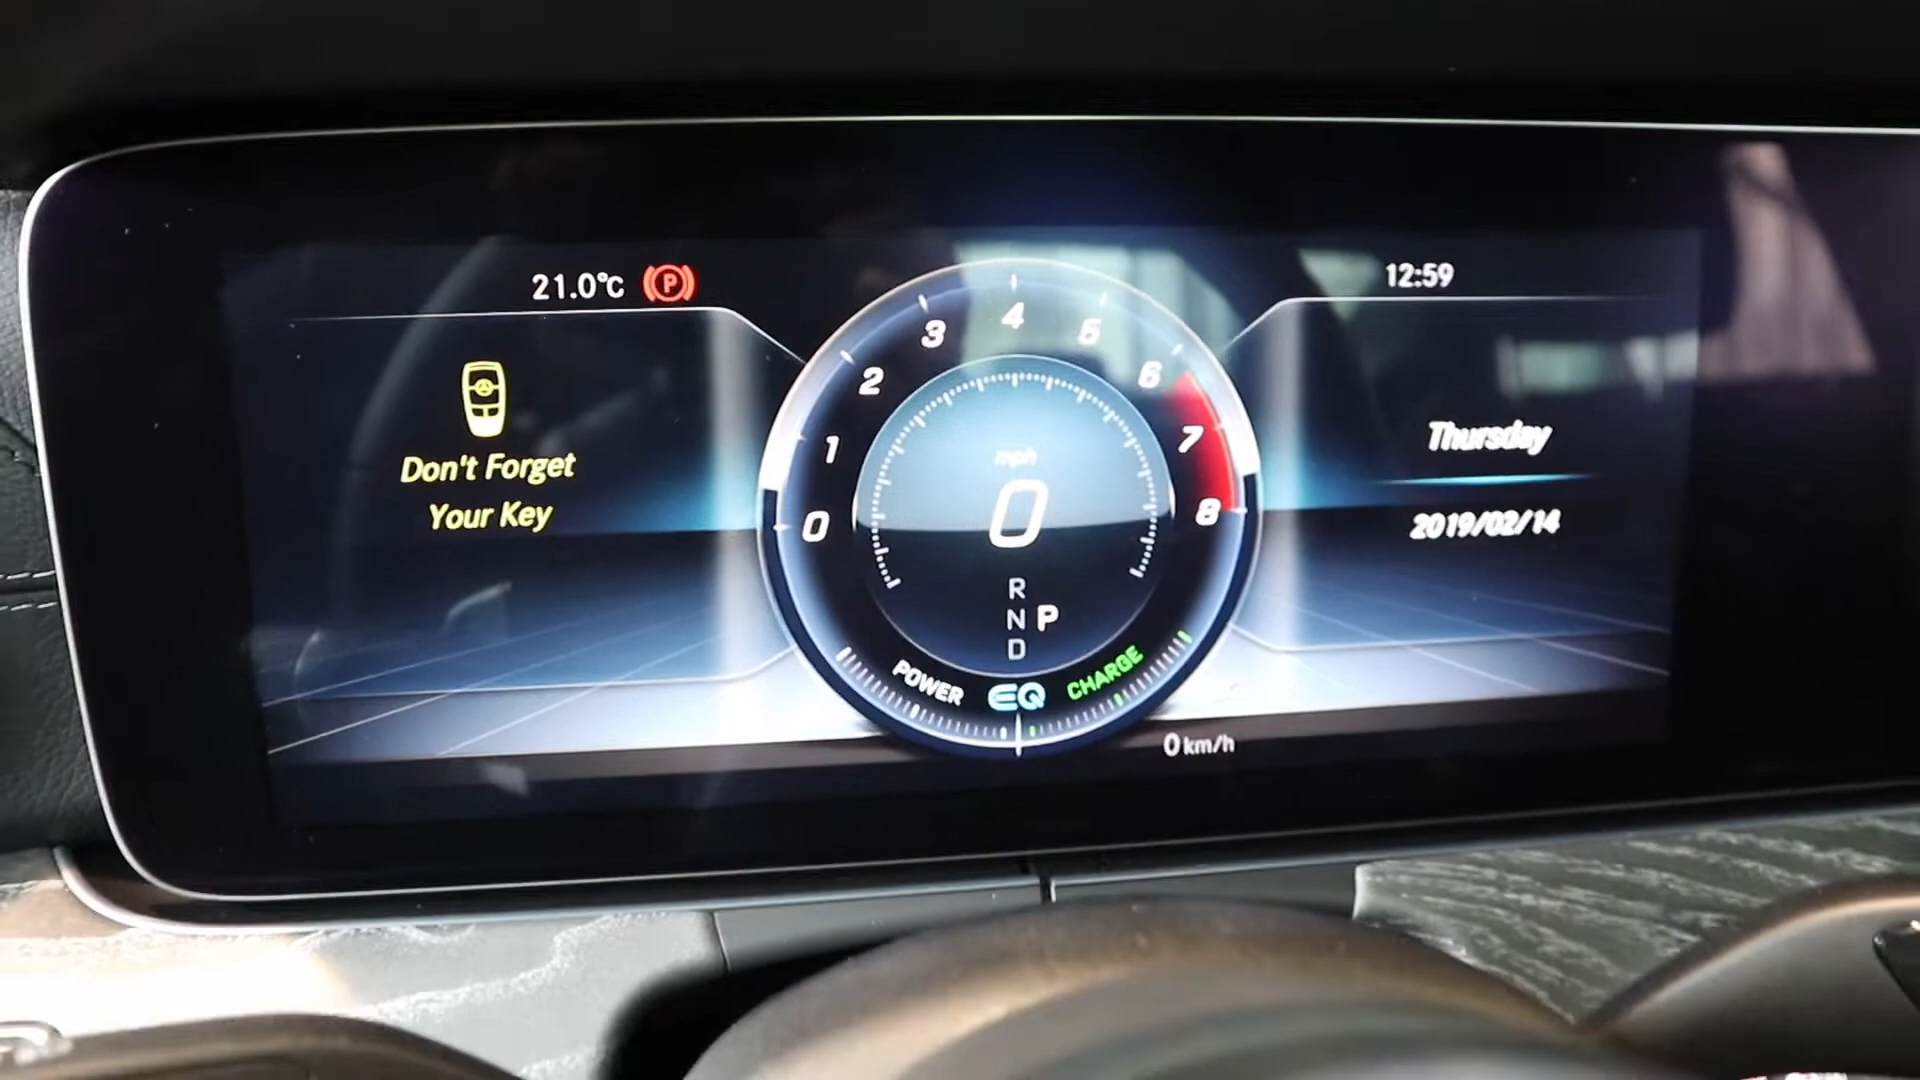 21.0°C
P
12:59
Don't Forget
Your Key
0
1
2
3
4
5
6
7
8
mph
0
R
N P
D
POWER EQ CHARGE
0 km/h
Thursday
2019/02/14